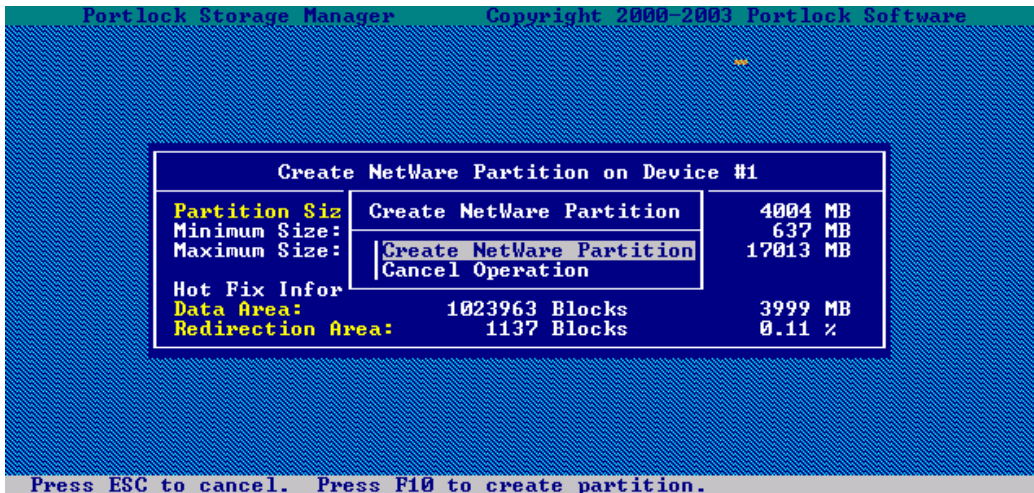 Portlock Storage Manager Copyright 2000-2003 Portlock Software
Create NetWare Partition on Device #1
Partition Siz 4004 MB
Minimum Size: 637 MB
Maximum Size: 17013 MB
Create NetWare Partition
Create NetWare Partition
Cancel Operation
Hot Fix Infor
Data Area: 1023963 Blocks 3999 MB
Redirection Area: 1137 Blocks 0.11 %
Press ESC to cancel. Press F10 to create partition.